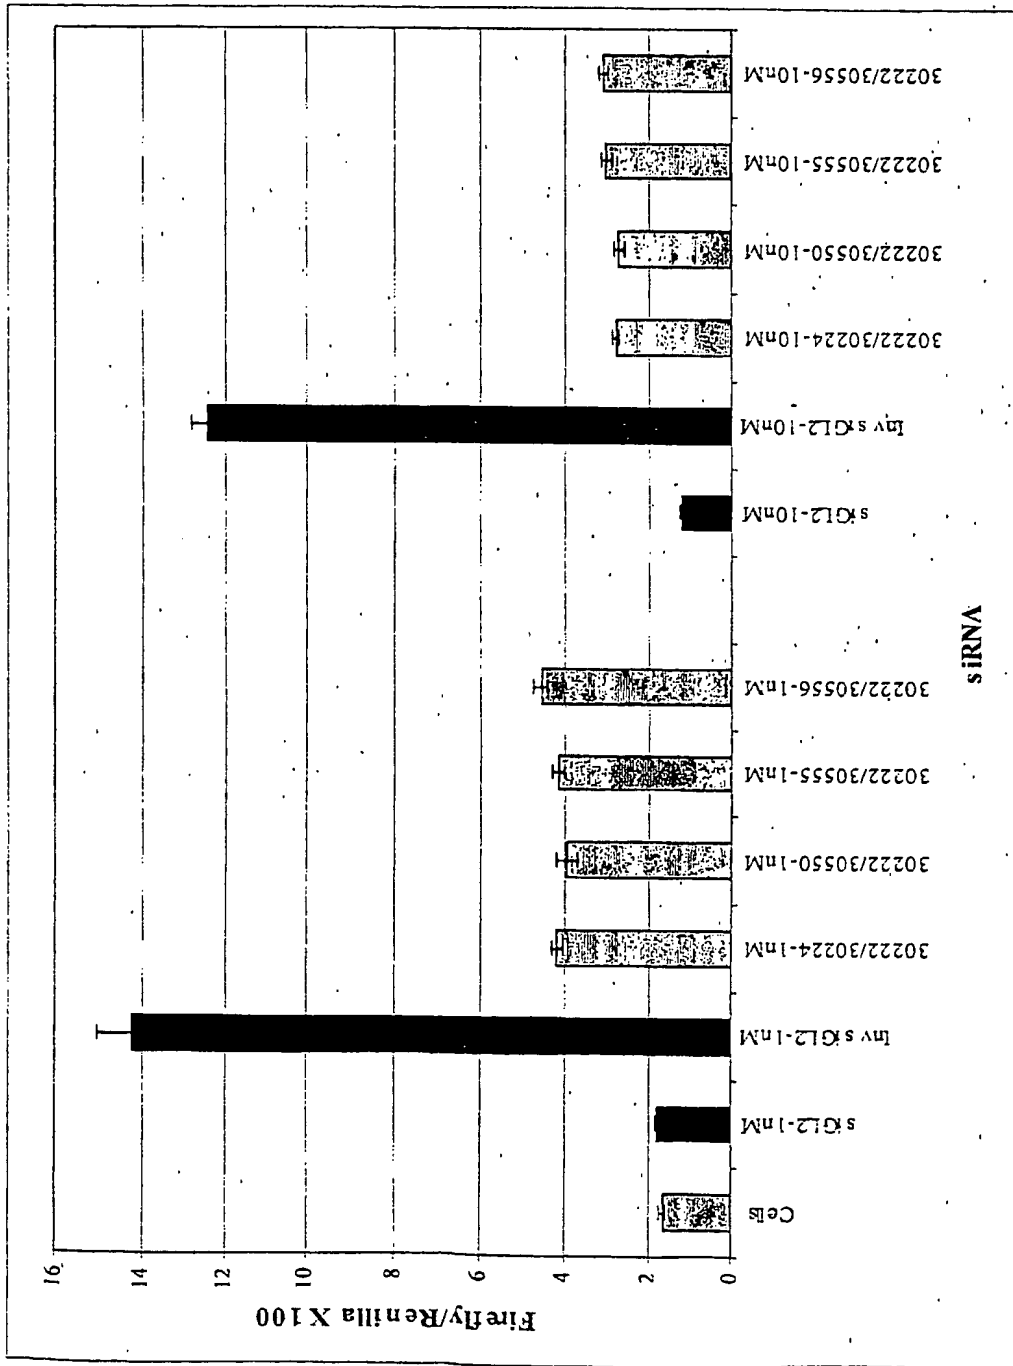 Firefly/Renilla X 100
16
14
12
10
8
6
4
2
0
Cells
siGL2-1nM
Inv siGL2-1nM
30222/30224-1nM
30222/30550-1nM
30222/30555-1nM
30222/30556-1nM
siGL2-10nM
Inv siGL2-10nM
30222/30224-10nM
30222/30550-10nM
30222/30555-10nM
30222/30556-10nM
siRNA